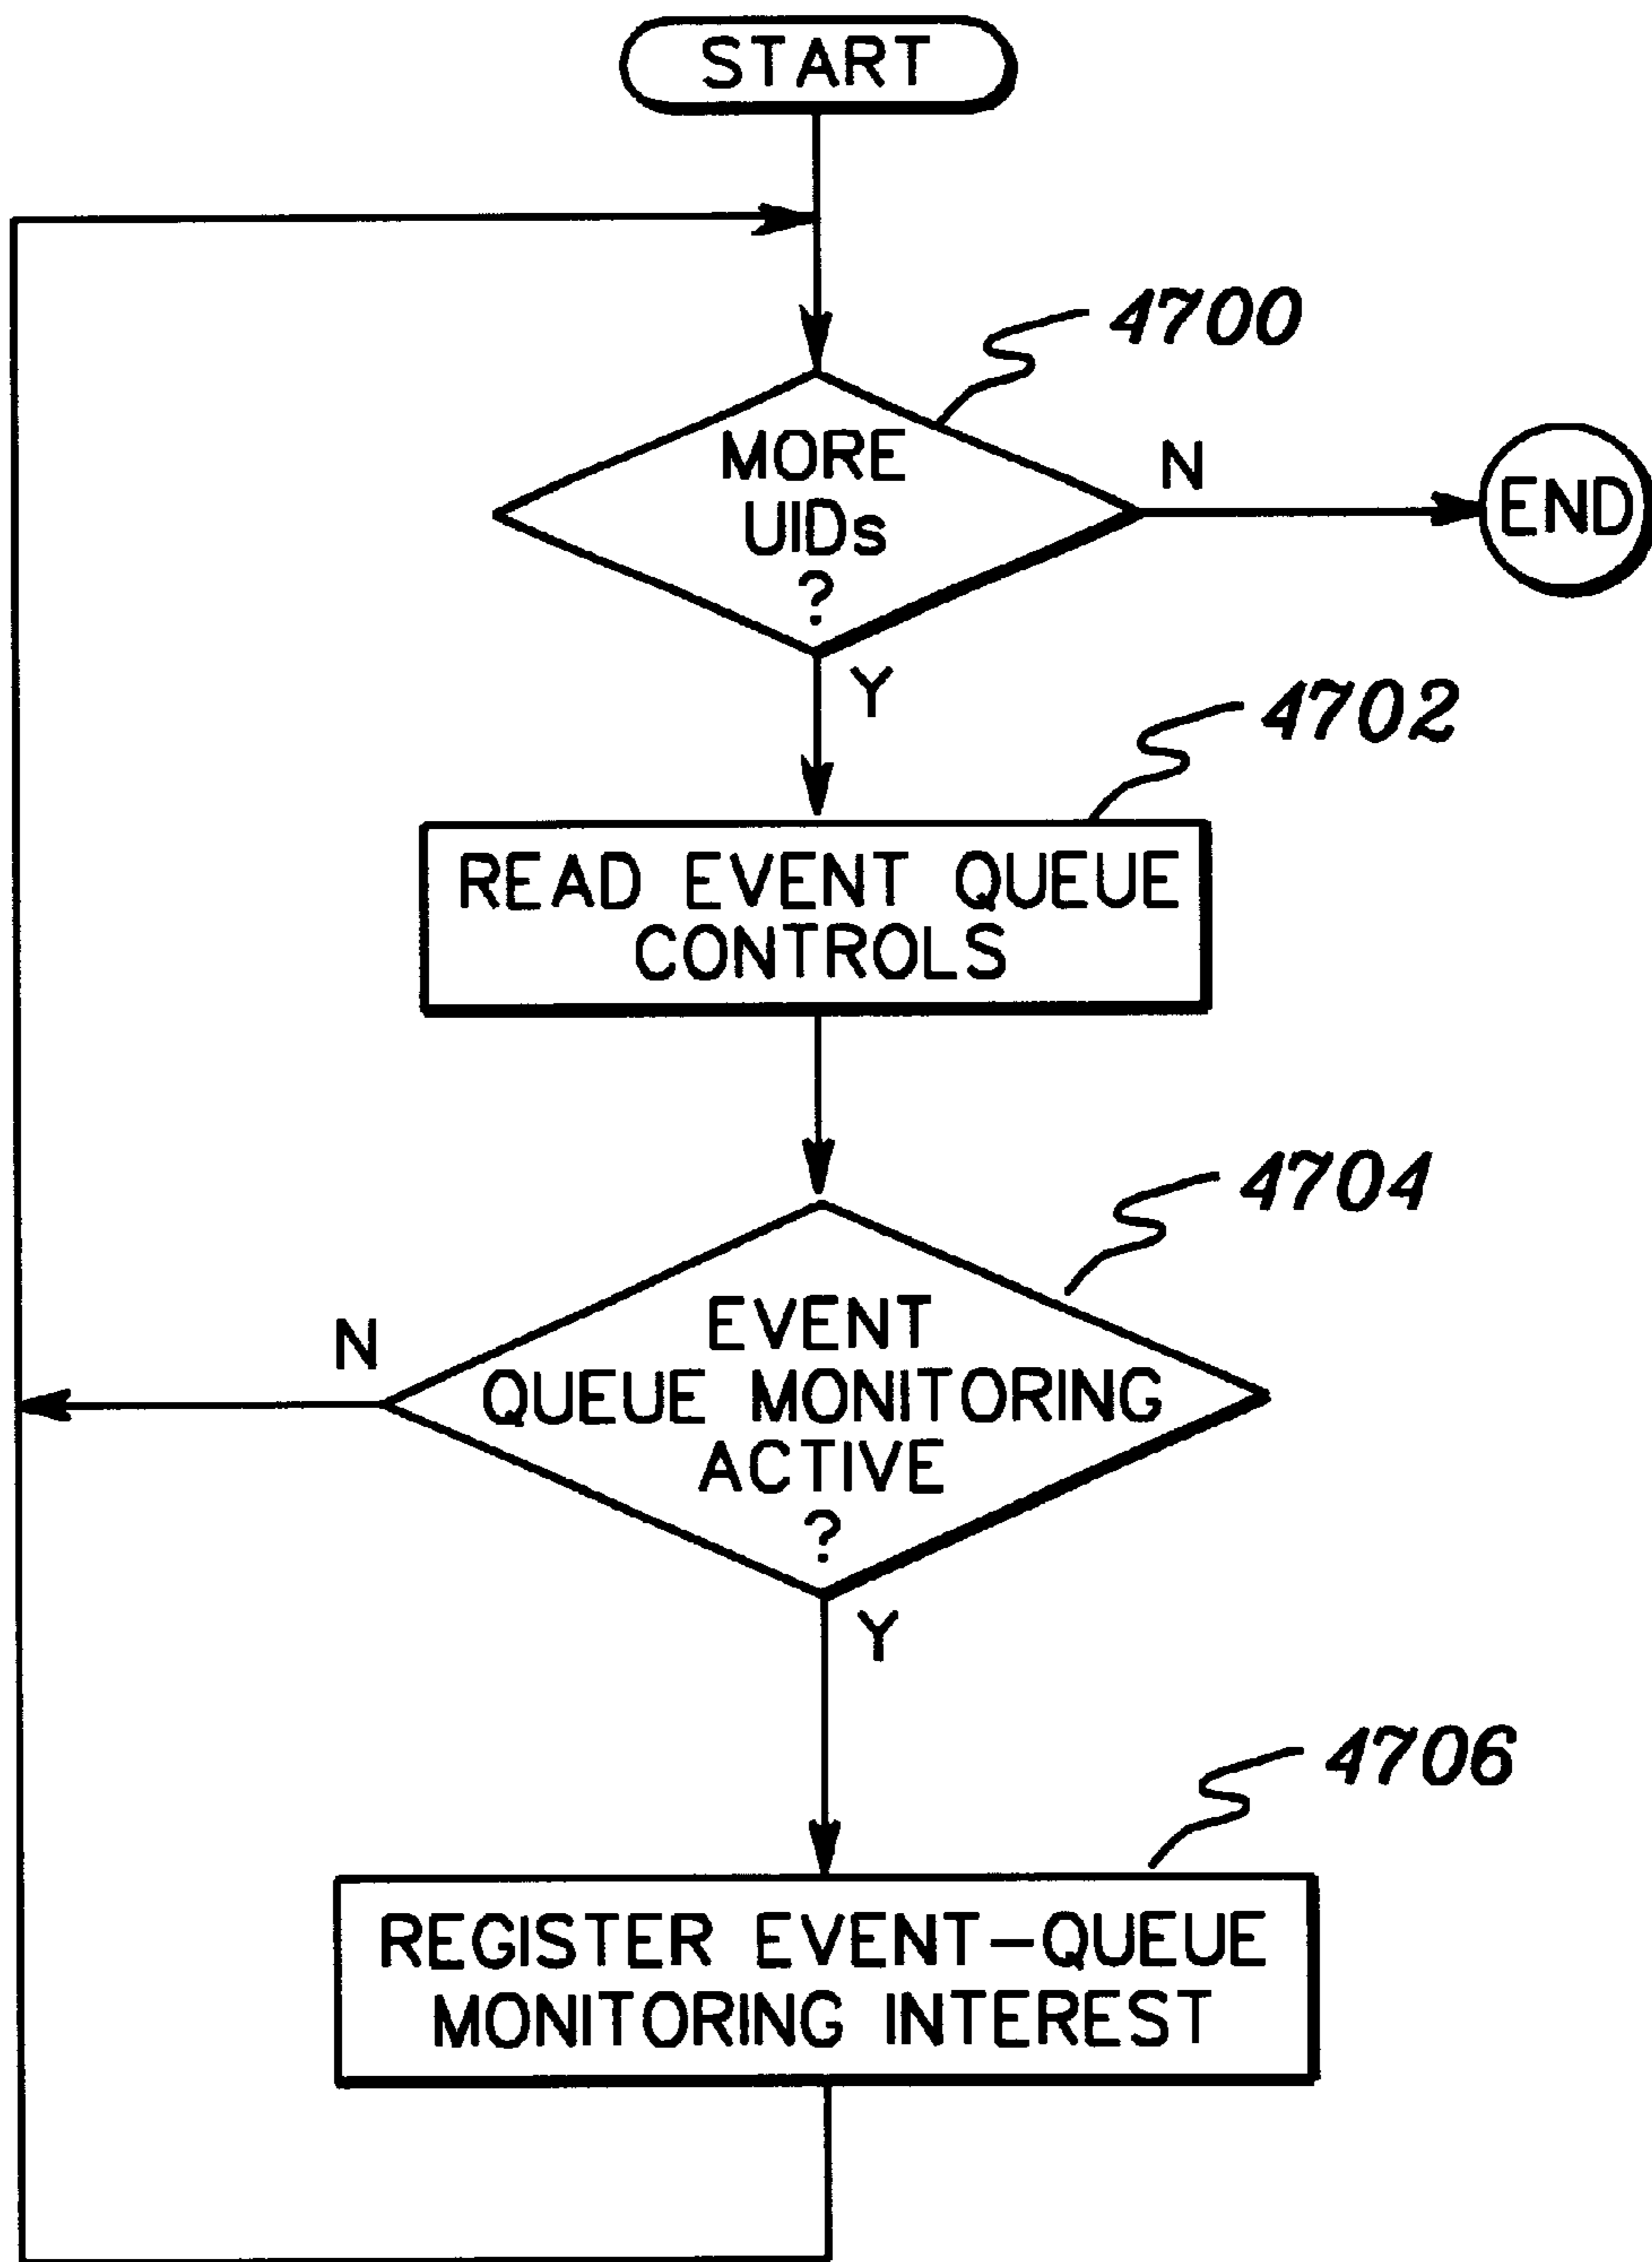 START
4700
MORE
UIDs
?
N
END
Y
4702
READ EVENT QUEUE
CONTROLS
4704
EVENT
QUEUE MONITORING
ACTIVE
?
N
Y
4706
REGISTER EVENT-QUEUE
MONITORING INTEREST